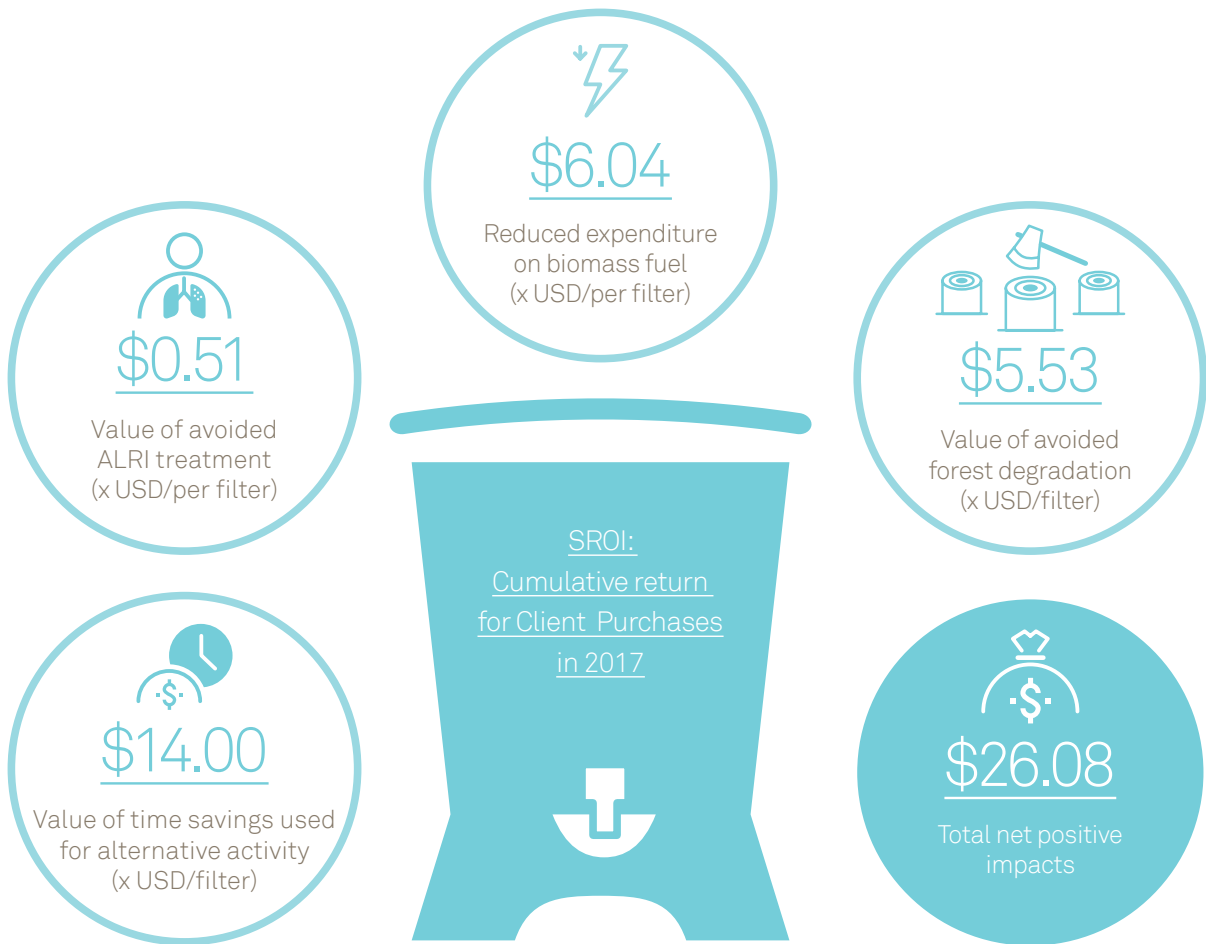 $6.04
Reduced expenditure
on biomass fuel
(x USD/per filter)
$0.51
Value of avoided
ALRI treatment
(x USD/per filter)
$5.53
Value of avoided
forest degradation
(x USD/filter)
SROI:
Cumulative return
for Client Purchases
in 2017
$
$14.00
Value of time savings used
for alternative activity
(x USD/filter)
$
$26.08
Total net positive
impacts